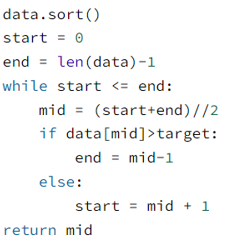 data.sort()
start = 0
end = len(data)-1
while start <= end:
    mid = (start+end)//2
    if data[mid]>target:
        end = mid-1
    else:
        start = mid + 1
return mid